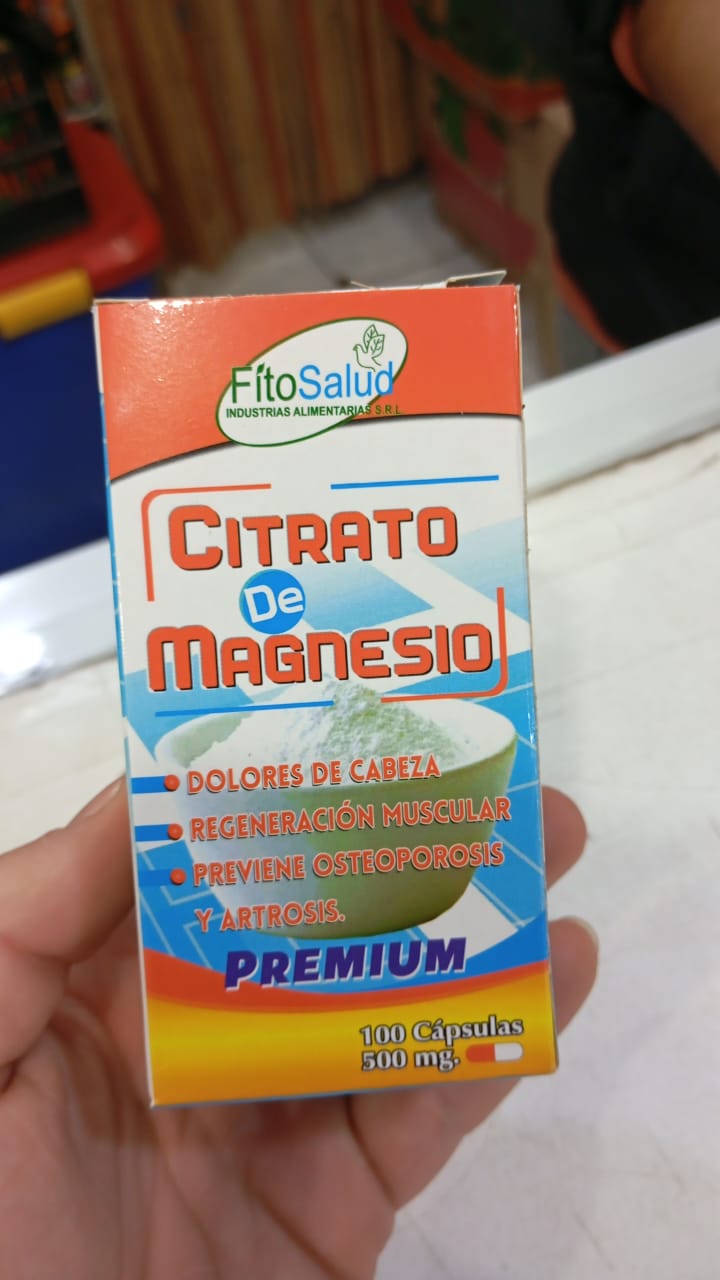 FitoSalud
INDUSTRIAS ALIMENTARIAS S.R.L.
CITRATO
De
MAGNESIO
DOLORES DE CABEZA
REGENERACIÓN MUSCULAR
PREVIENE OSTEOPOROSIS
Y ARTROSIS.
PREMIUM
100 Cápsulas
500 mg.